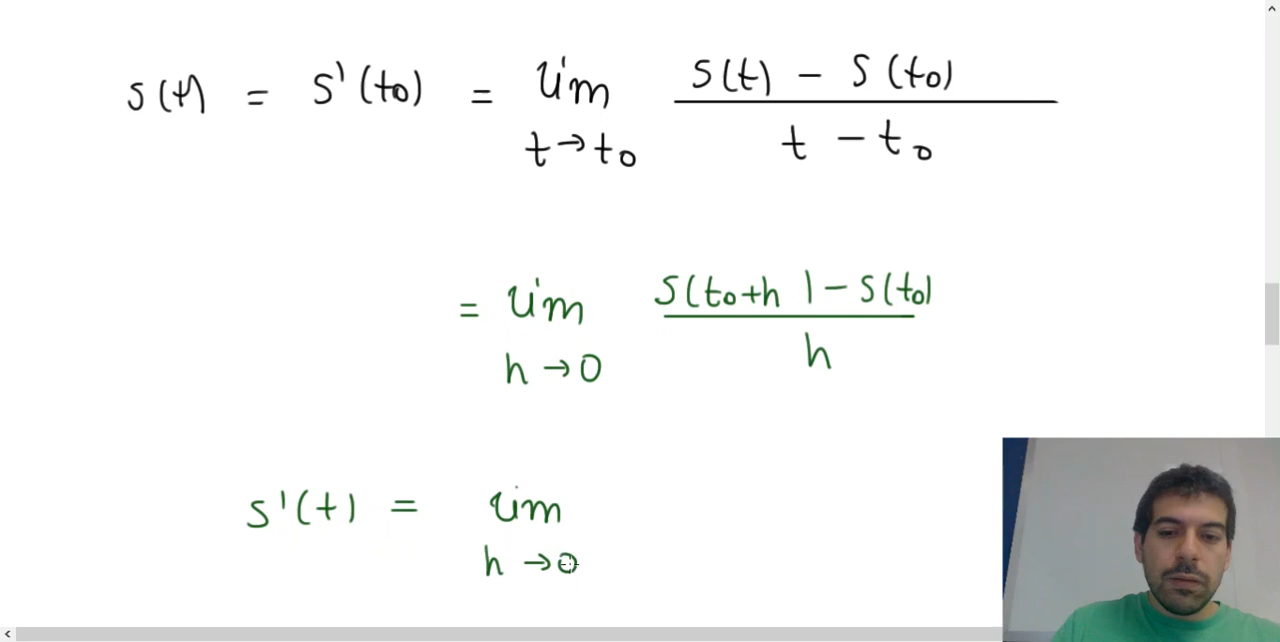 s(t) = s'(t0) = lim s(t) - s(t0)
t→t0 t - t0
= lim s(t0+h) - s(t0)
h→0 h
s'(t) = lim
h→0